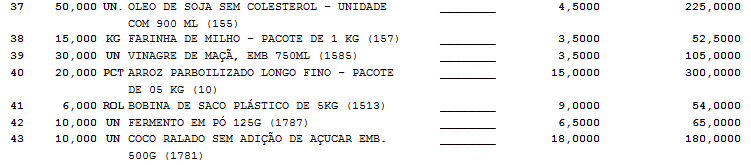 37 50,000 UN. OLEO DE SOJA SEM COLESTEROL - UNIDADE ________ 4,5000 225,0000
COM 900 ML (155)
38 15,000 KG FARINHA DE MILHO - PACOTE DE 1 KG (157) ________ 3,5000 52,5000
39 30,000 UN VINAGRE DE MAÇÃ, EMB 750ML (1585) ________ 3,5000 105,0000
40 20,000 PCT ARROZ PARBOILIZADO LONGO FINO - PACOTE ________ 15,0000 300,0000
DE 05 KG (10)
41 6,000 ROL BOBINA DE SACO PLÁSTICO DE 5KG (1513) ________ 9,0000 54,0000
42 10,000 UN FERMENTO EM PÓ 125G (1787) ________ 6,5000 65,0000
43 10,000 UN COCO RALADO SEM ADIÇÃO DE AÇUCAR EMB. ________ 18,0000 180,0000
500G (1781)